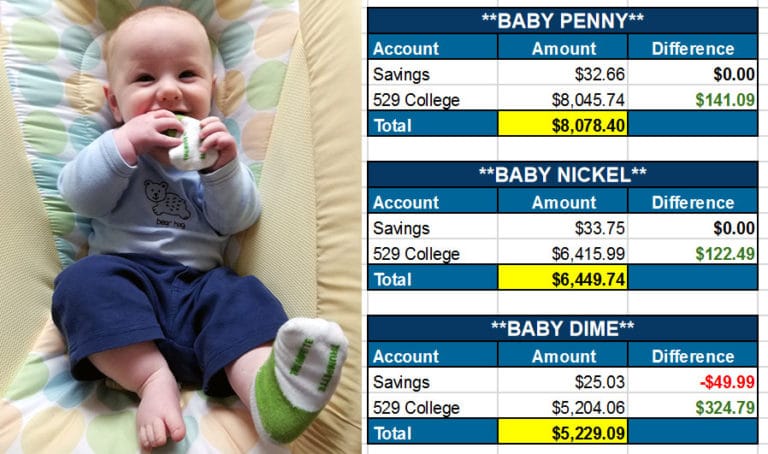 bear hug
**BABY PENNY**
Account Amount Difference
Savings $32.66 $0.00
529 College $8,045.74 $141.09
Total $8,078.40
**BABY NICKEL**
Account Amount Difference
Savings $33.75 $0.00
529 College $6,415.99 $122.49
Total $6,449.74
**BABY DIME**
Account Amount Difference
Savings $25.03 -$49.99
529 College $5,204.06 $324.79
Total $5,229.09